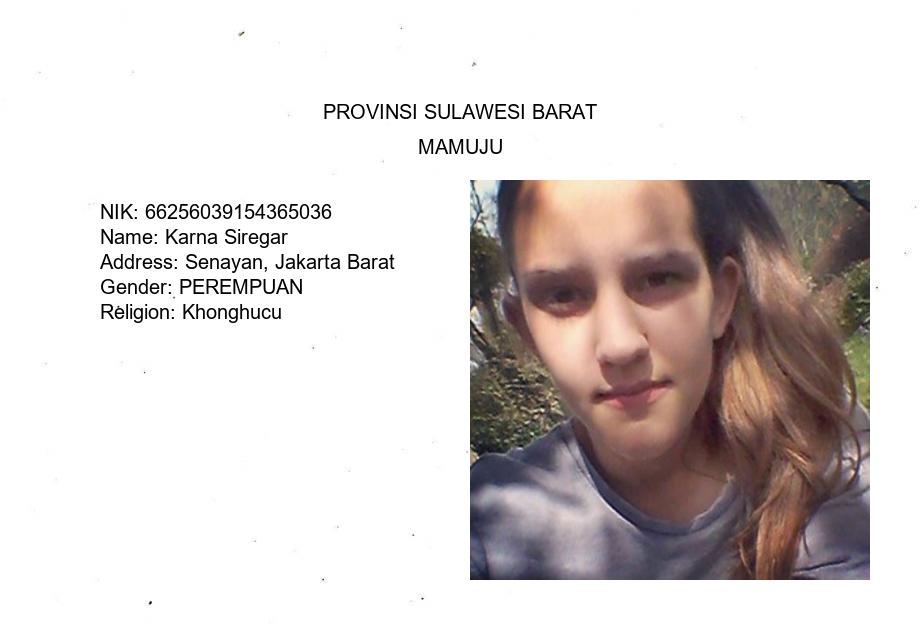 PROVINSI SULAWESI BARAT
MAMUJU
NIK: 66256039154365036
Name: Karna Siregar
Address: Senayan, Jakarta Barat
Gender: PEREMPUAN
Religion: Khonghucu